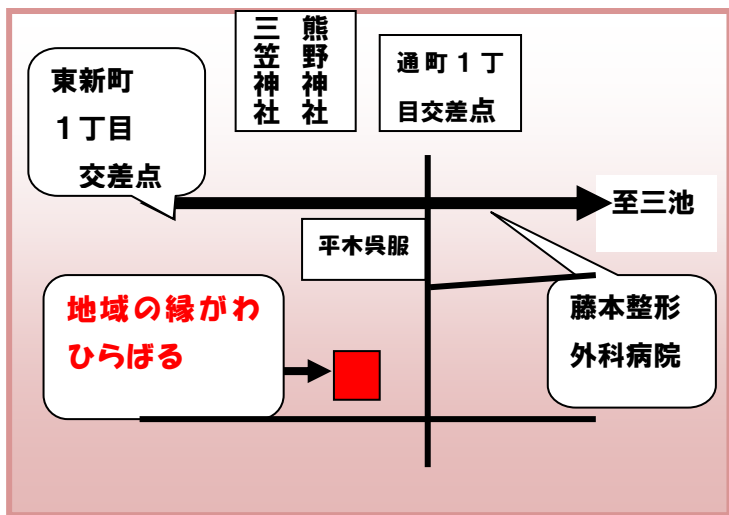 熊野神社
三笠神社
通町1丁
目交差点
東新町
１丁目
交差点
至三池
平木呉服
地域の縁がわ
ひらばる
藤本整形
外科病院